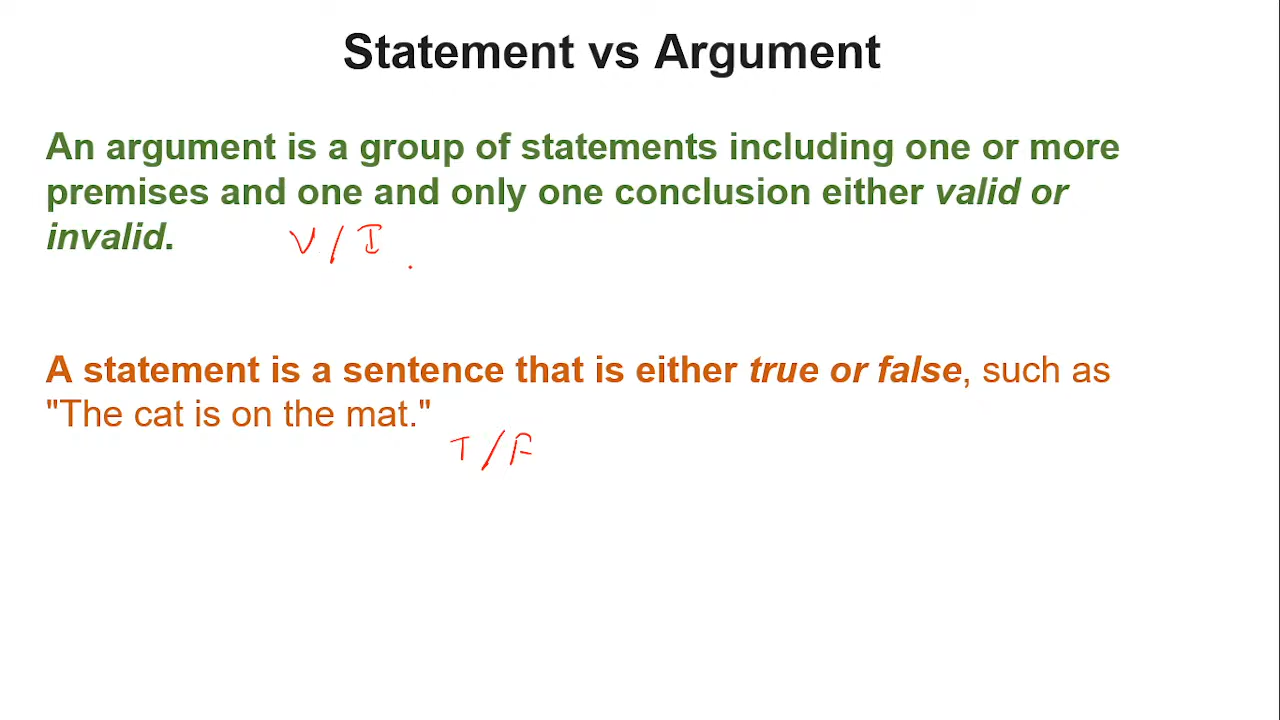 Statement vs Argument
An argument is a group of statements including one or more
premises and one and only one conclusion either valid or
invalid.
V / I
A statement is a sentence that is either true or false, such as
"The cat is on the mat."
T / F